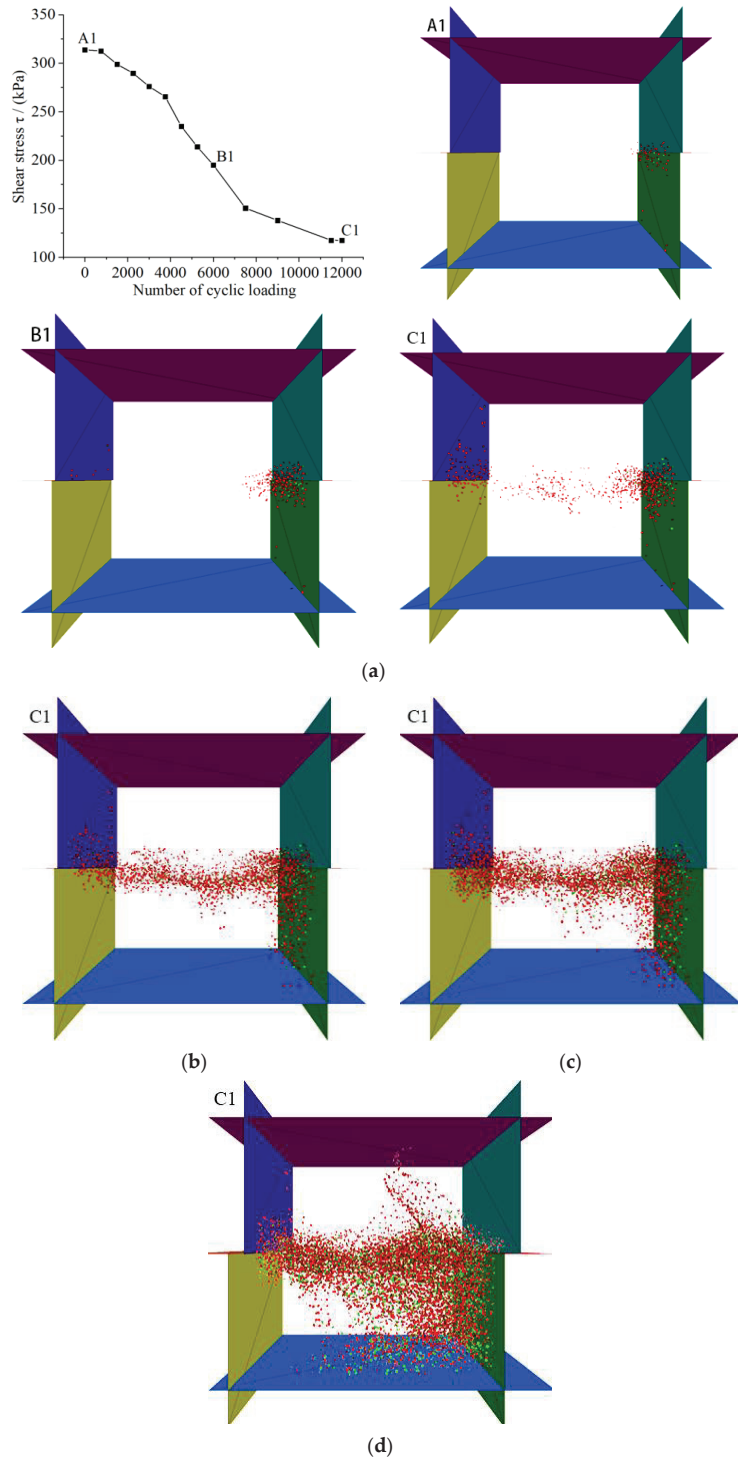 A1
350
300
250
200
150
100
Shear stress τ / (kPa)
A1
B1
C1
0 2000 4000 6000 8000 10000 12000
Number of cyclic loading
B1
C1
(a)
C1
C1
(b)
(c)
C1
(d)